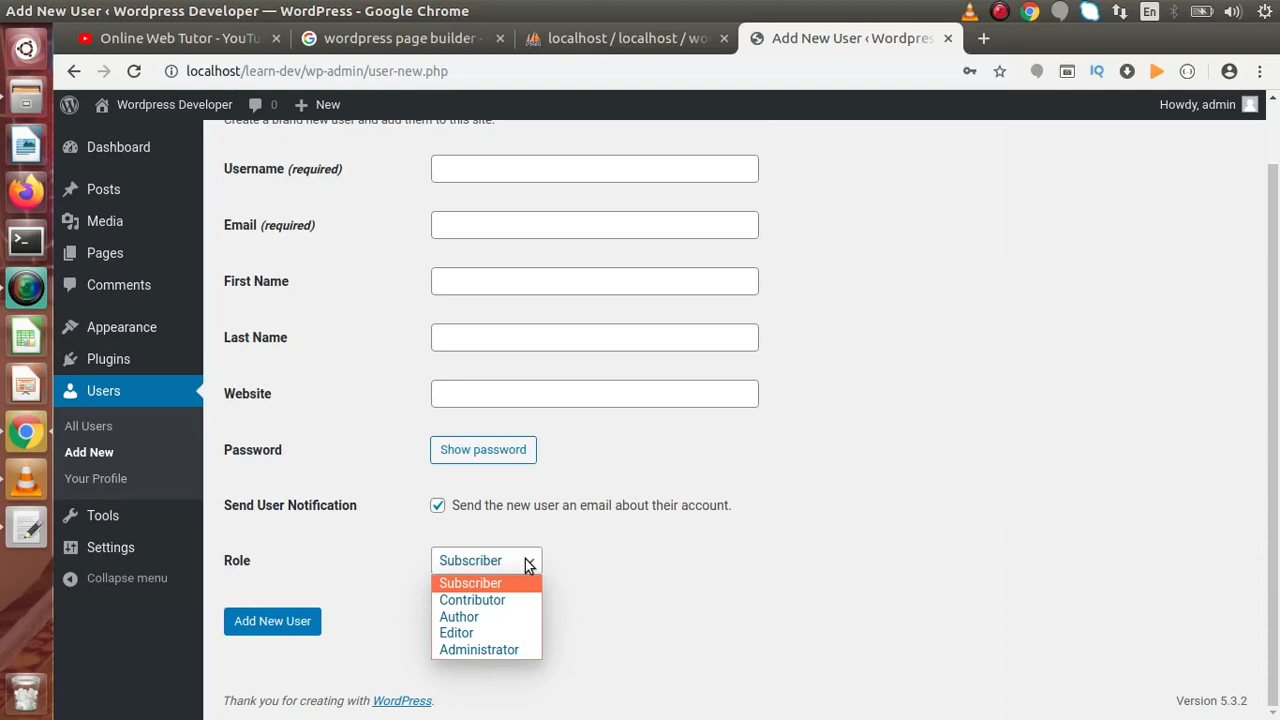 Add New User ‹ Wordpress Developer — WordPress - Google Chrome
En
Online Web Tutor - YouTu
wordpress page builder -
localhost / localhost / wo
Add New User ‹ Wordpres
localhost/learn-dev/wp-admin/user-new.php
IQ
Wordpress Developer
0
New
Howdy, admin
Create a brand new user and add them to this site.
Dashboard
Posts
Media
Pages
Comments
Appearance
Plugins
Users
All Users
Add New
Your Profile
Tools
Settings
Collapse menu
Username (required)
Email (required)
First Name
Last Name
Website
Password
Show password
Send User Notification
Send the new user an email about their account.
Role
Subscriber
Subscriber
Contributor
Author
Editor
Administrator
Add New User
Thank you for creating with WordPress.
Version 5.3.2